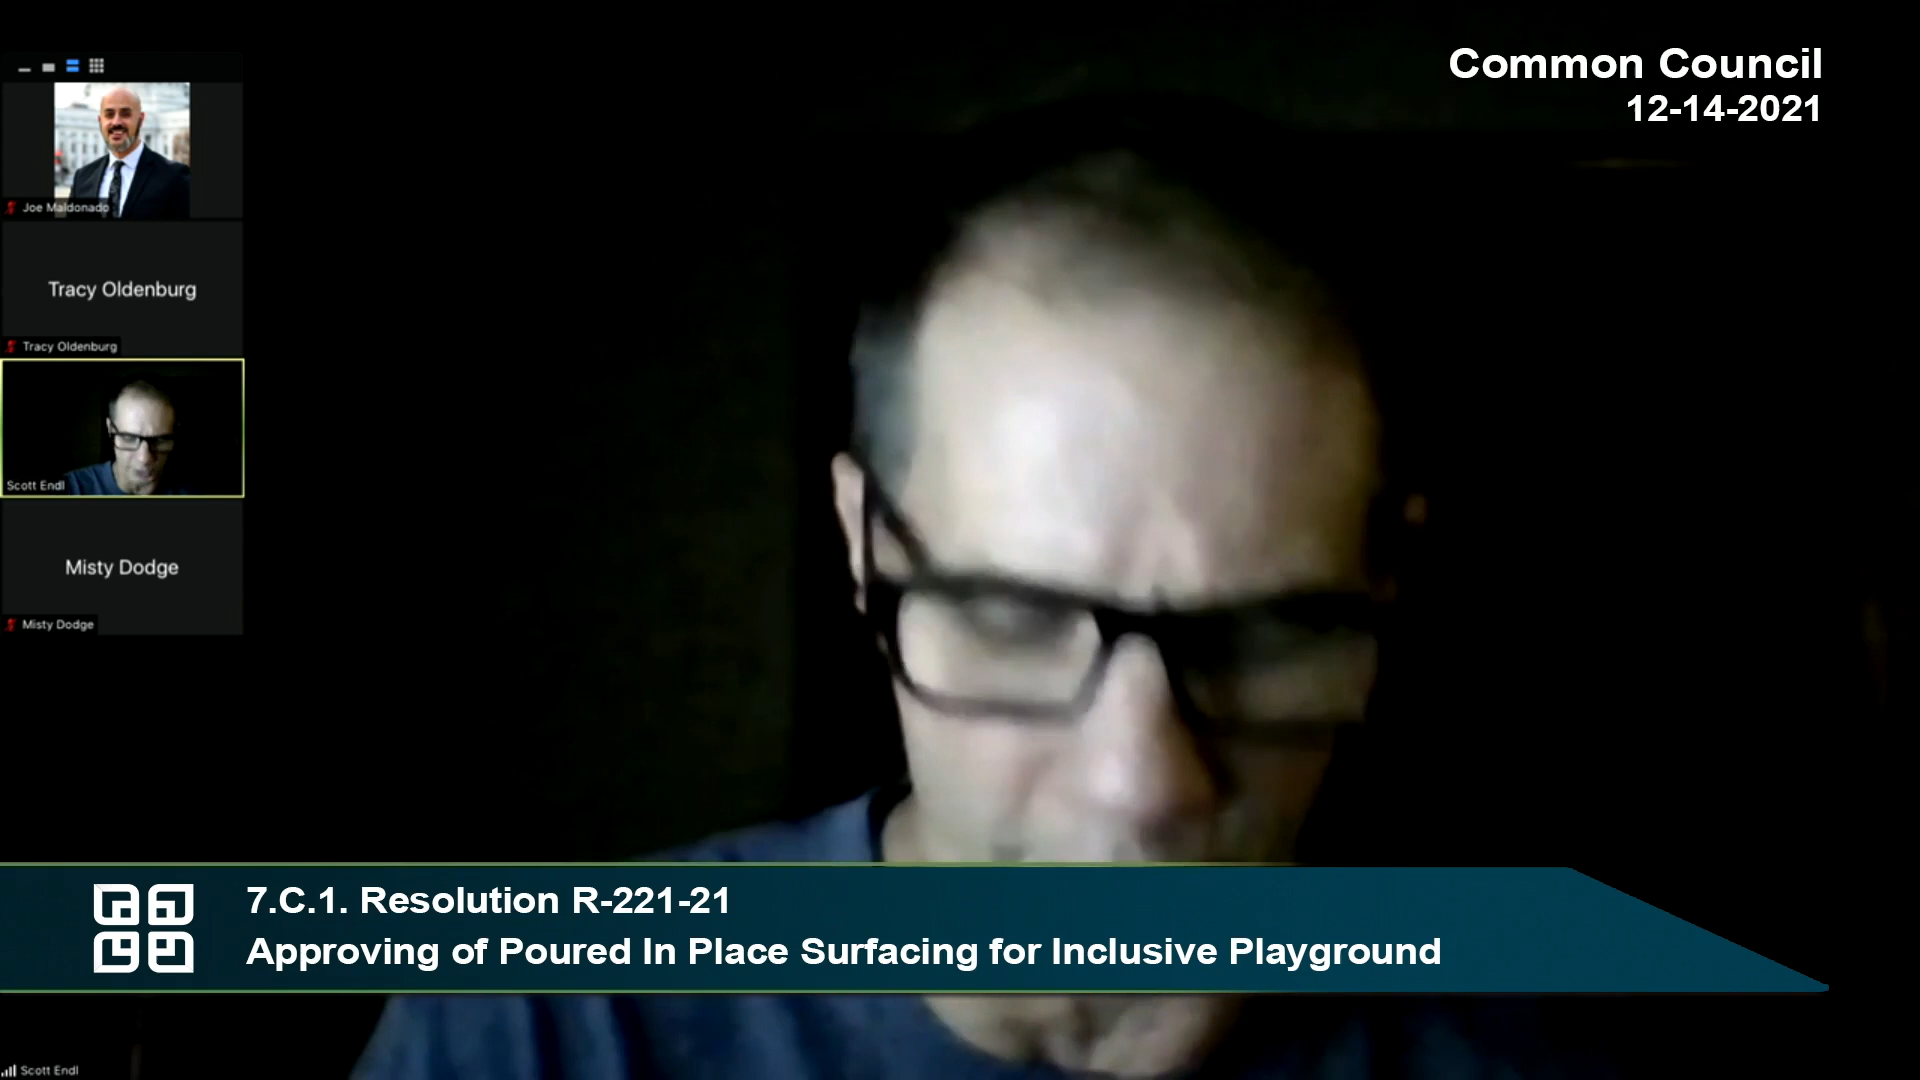 Common Council
12-14-2021
Joe Maldonado
Tracy Oldenburg
Tracy Oldenburg
Scott Endl
Misty Dodge
Misty Dodge
7.C.1. Resolution R-221-21
Approving of Poured In Place Surfacing for Inclusive Playground
Scott Endl